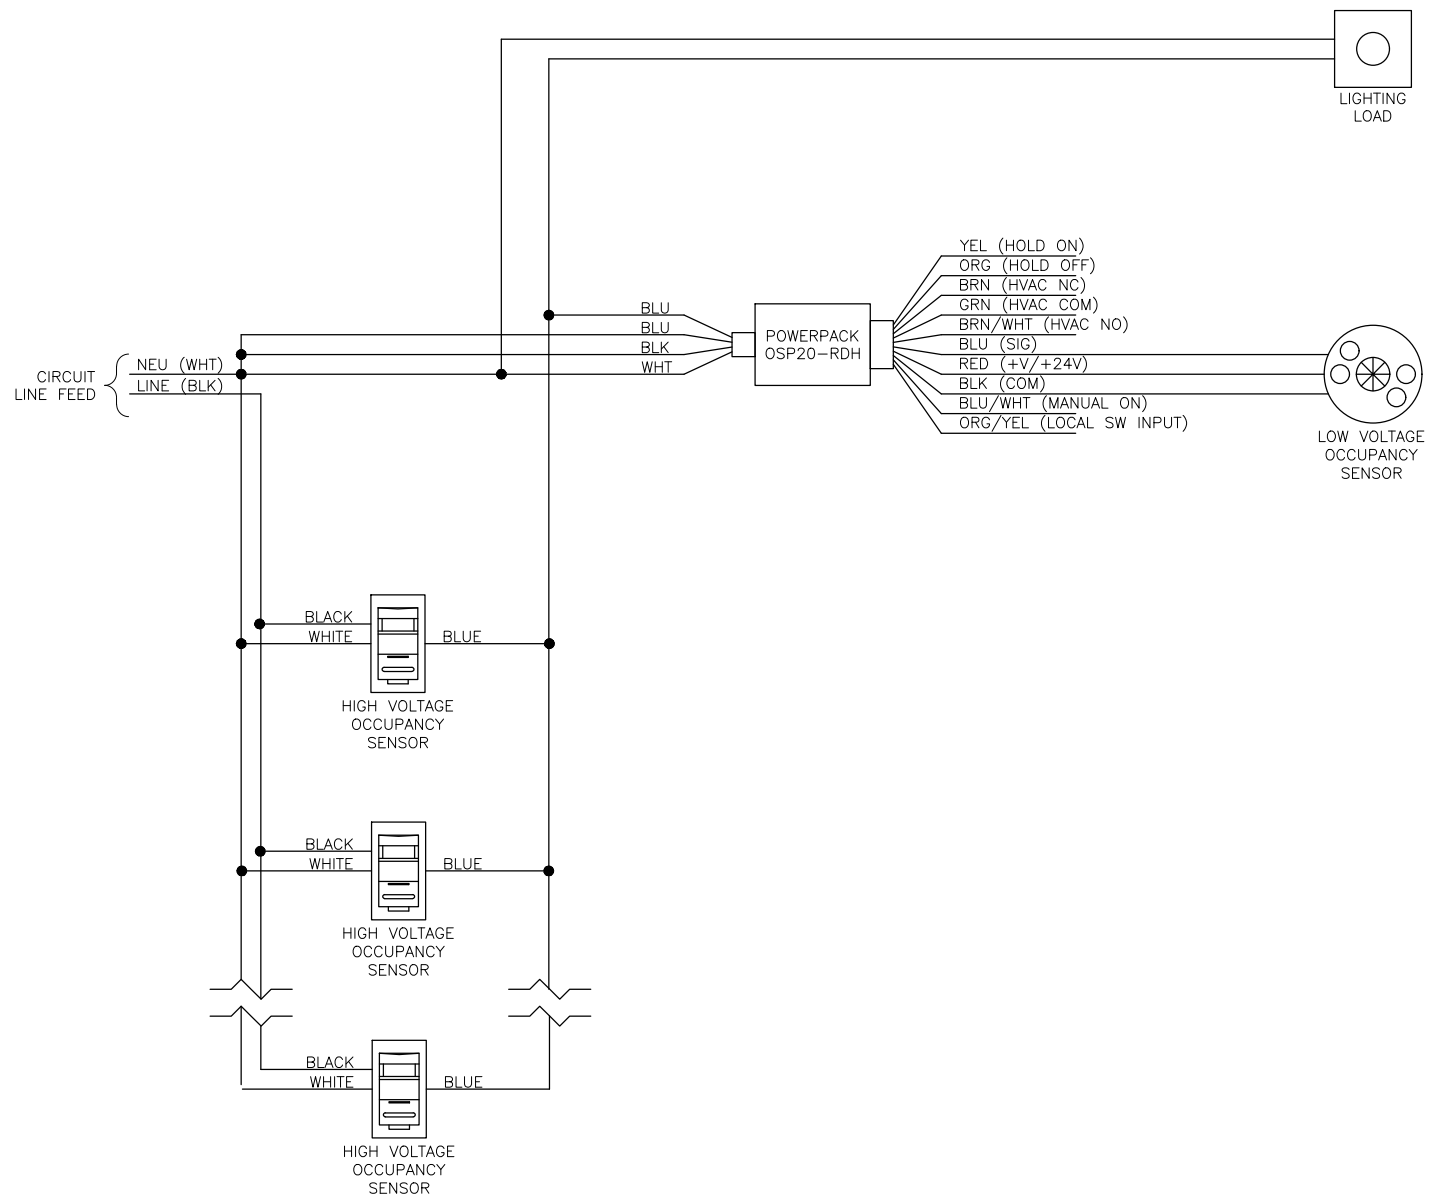 LIGHTING
LOAD
YEL (HOLD ON)
ORG (HOLD OFF)
BRN (HVAC NC)
GRN (HVAC COM)
BRN/WHT (HVAC NO)
BLU (SIG)
RED (+V/+24V)
BLK (COM)
BLU/WHT (MANUAL ON)
ORG/YEL (LOCAL SW INPUT)
BLU
BLU
BLK
WHT
POWERPACK
OSP20-RDH
CIRCUIT
LINE FEED
NEU (WHT)
LINE (BLK)
LOW VOLTAGE
OCCUPANCY
SENSOR
BLACK
WHITE
BLUE
HIGH VOLTAGE
OCCUPANCY
SENSOR
BLACK
WHITE
BLUE
HIGH VOLTAGE
OCCUPANCY
SENSOR
BLACK
WHITE
BLUE
HIGH VOLTAGE
OCCUPANCY
SENSOR